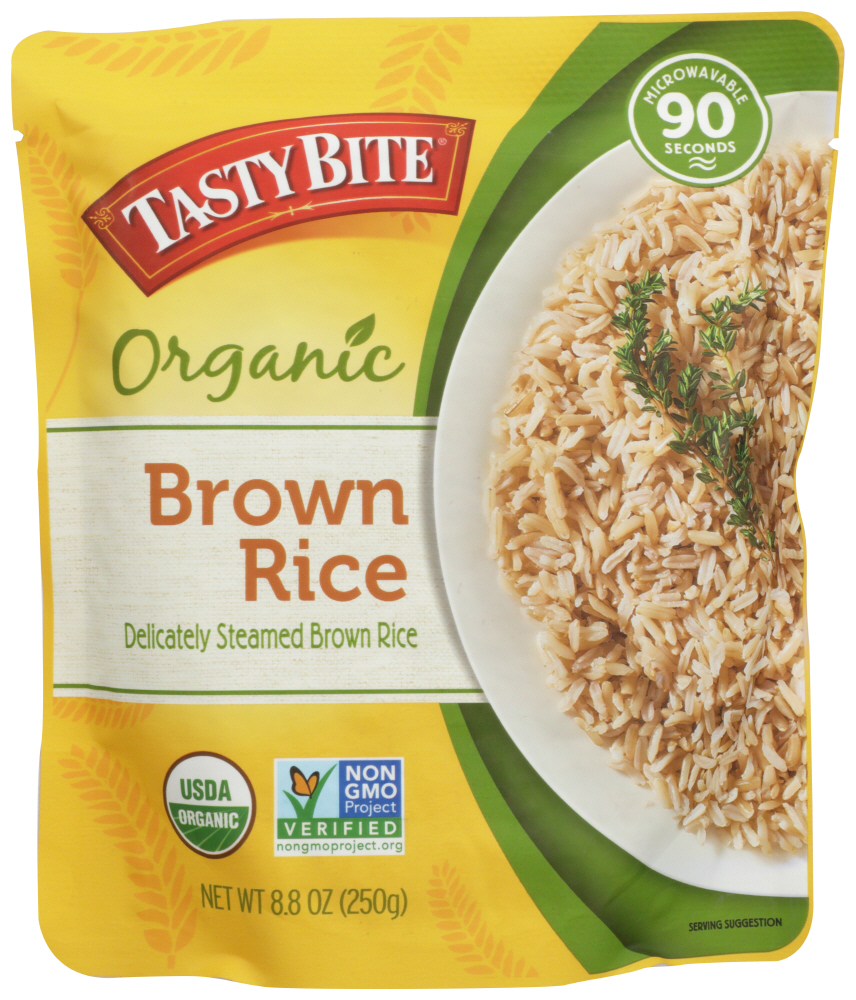 MICROWAVABLE
90
SECONDS
TASTY BITE®
Organic
Brown
Rice
Delicately Steamed Brown Rice
USDA
ORGANIC
NON
GMO
Project
VERIFIED
nongmoproject.org
NET WT 8.8 OZ (250g)
SERVING SUGGESTION